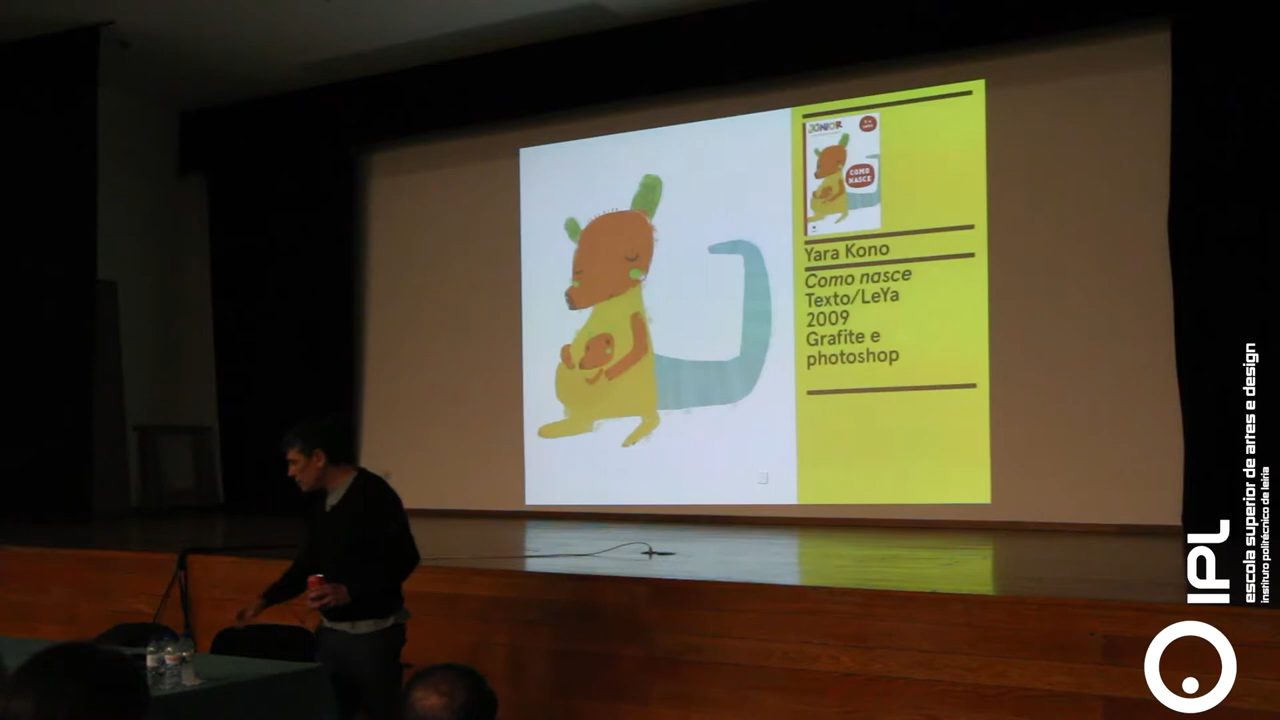 JUNIOR
COMO
NASCE
Yara Kono
Como nasce
Texto/LeYa
2009
Grafite e
photoshop
IPL
escola superior de artes e design
instituto politécnico de leiria